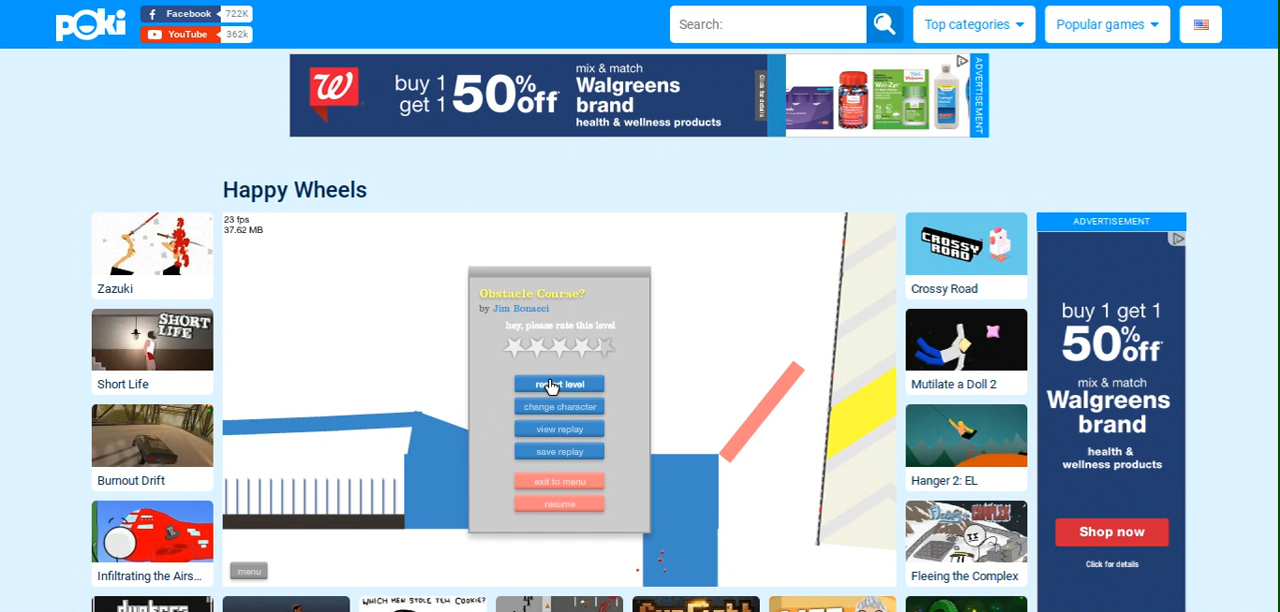 POKI
Facebook 722K
YouTube 362k
Search:
Top categories
Popular games
W
buy 1
get 1
50% off
mix & match
Walgreens
brand
health & wellness products
Click for details
ADVERTISEMENT
Happy Wheels
23 fps
37.62 MB
Zazuki
SHORT
LIFE
Short Life
Burnout Drift
Infiltrating the Airs...
Obstacle Course?
by Jim Bonacci
hey, please rate this level
restart level
change character
view replay
save replay
exit to menu
resume
menu
CROSSY
ROAD
Crossy Road
Mutilate a Doll 2
Hanger 2: EL
Fleeing the Complex
ADVERTISEMENT
buy 1 get 1
50% off
mix & match
Walgreens
brand
health &
wellness products
Shop now
Click for details
WHICH MEN STOLE TEH COOKIE?